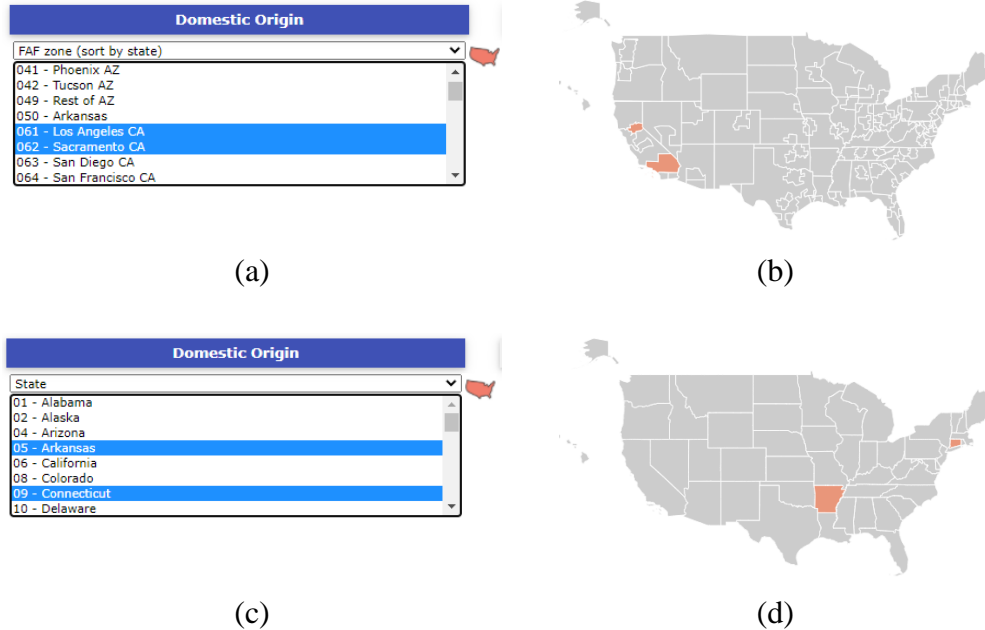 Domestic Origin
FAF zone (sort by state)
041 - Phoenix AZ
042 - Tucson AZ
049 - Rest of AZ
050 - Arkansas
061 - Los Angeles CA
062 - Sacramento CA
063 - San Diego CA
064 - San Francisco CA
(a)
(b)
Domestic Origin
State
01 - Alabama
02 - Alaska
04 - Arizona
05 - Arkansas
06 - California
08 - Colorado
09 - Connecticut
10 - Delaware
(c)
(d)